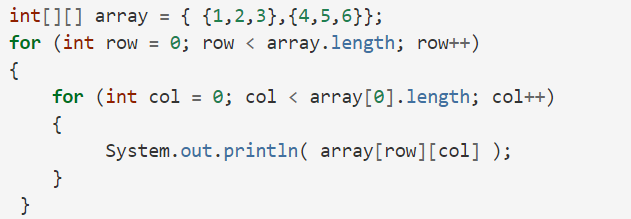 int[][] array = { {1,2,3},{4,5,6}};
for (int row = 0; row < array.length; row++)
{
    for (int col = 0; col < array[0].length; col++)
    {
        System.out.println( array[row][col] );
    }
}